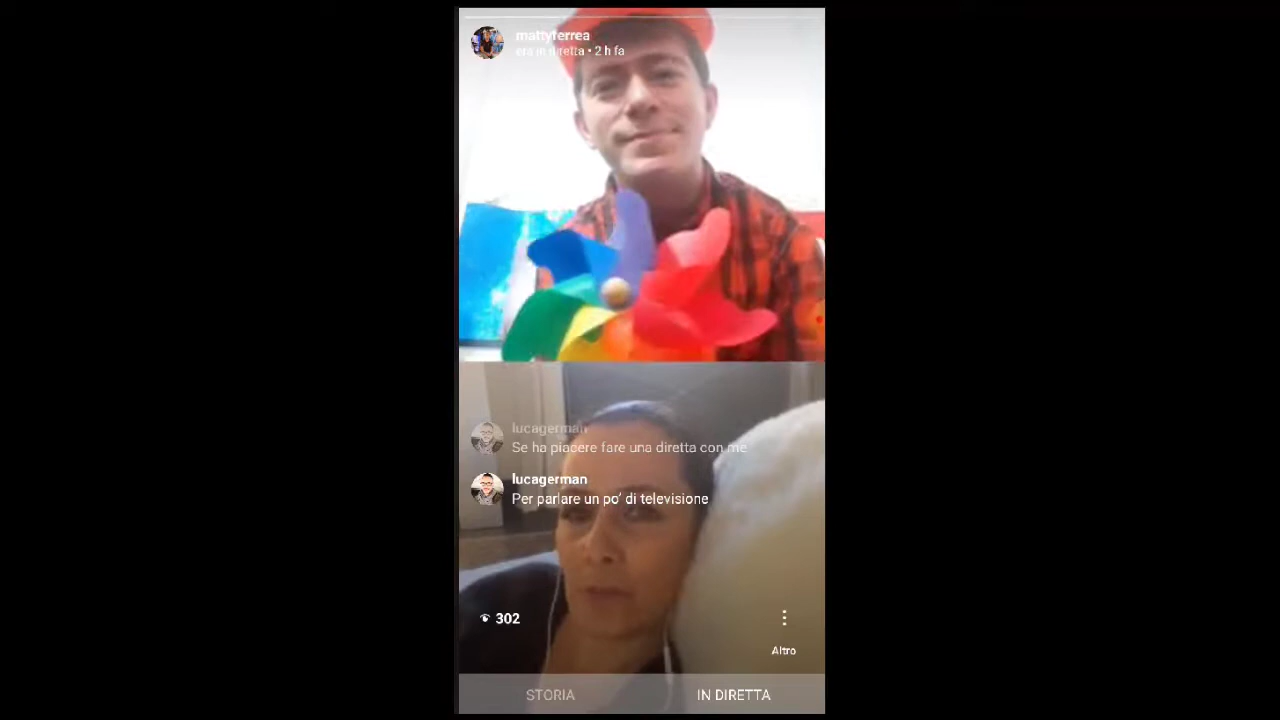 mattyferrea
era in diretta • 2 h fa
lucagerman
Se ha piacere fare una diretta con me
lucagerman
Per parlare un po' di televisione
302
Altro
STORIA
IN DIRETTA